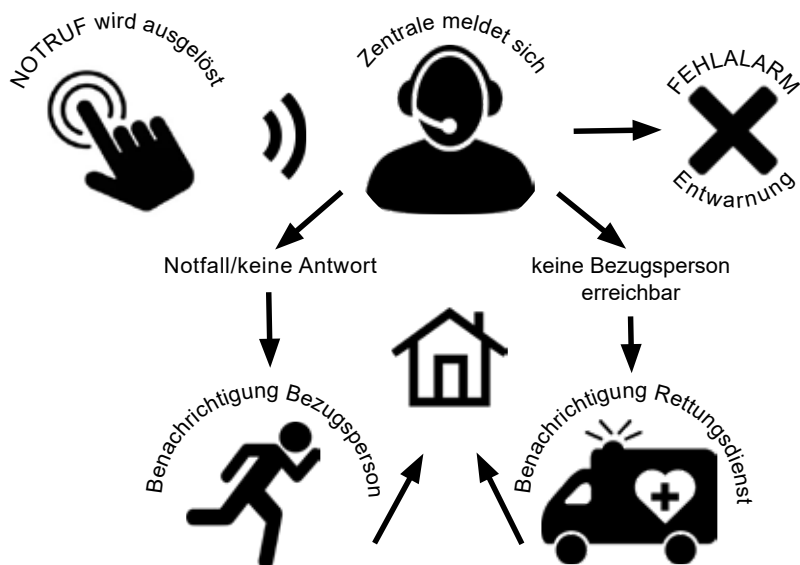 NOTRUF wird ausgelöst
Zentrale meldet sich
FEHLALARM
Entwarnung
Notfall/keine Antwort
keine Bezugsperson
erreichbar
Benachrichtigung Bezugsperson
Benachrichtigung Rettungsdienst